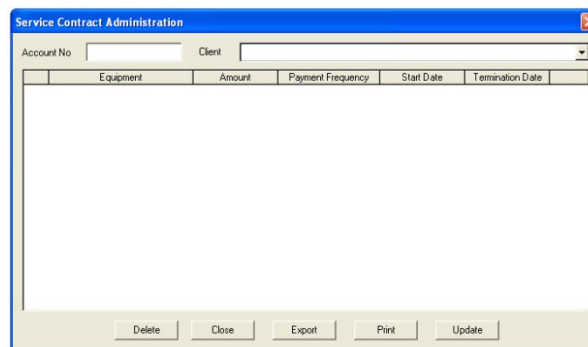 Service Contract Administration
Account No Client
Equipment Amount Payment Frequency Start Date Termination Date
Delete Close Export Print Update